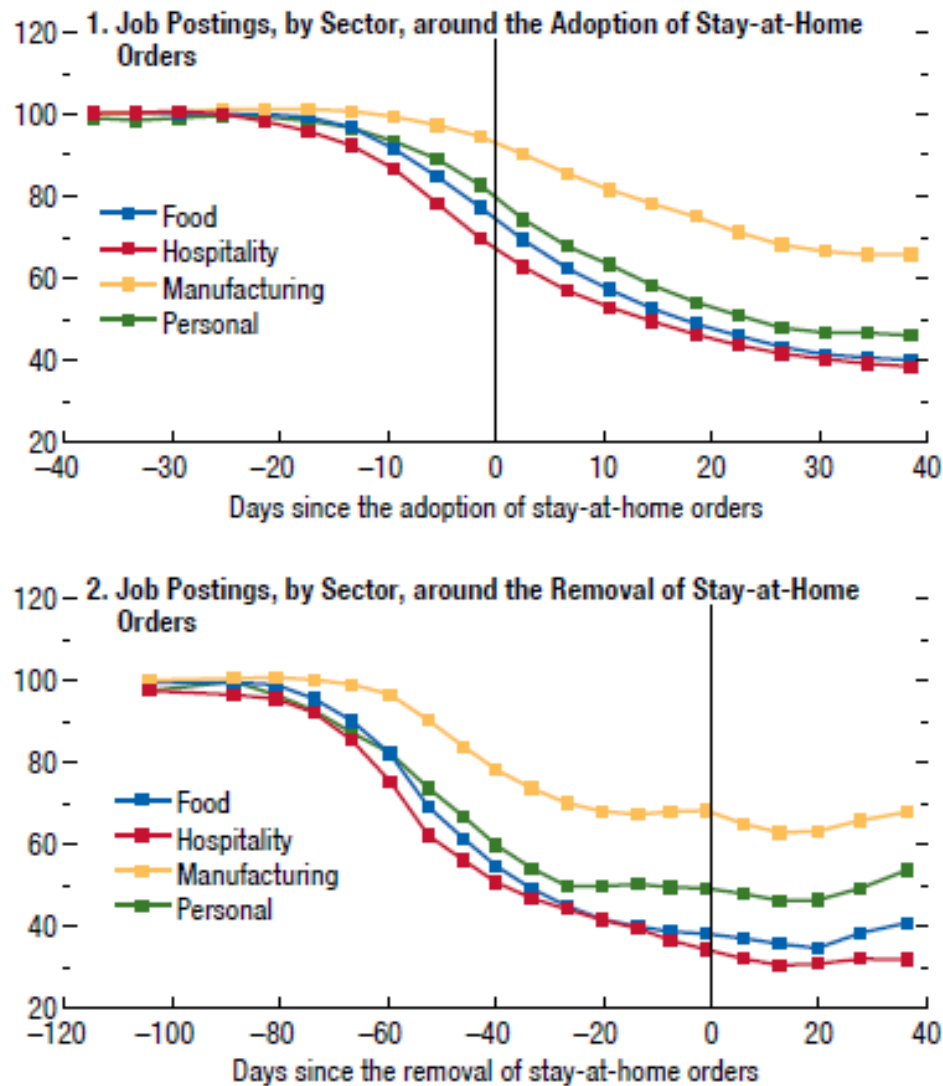 1. Job Postings, by Sector, around the Adoption of Stay-at-Home
Orders
120
100
80
60
40
20
Food
Hospitality
Manufacturing
Personal
–40 –30 –20 –10 0 10 20 30 40
Days since the adoption of stay-at-home orders
2. Job Postings, by Sector, around the Removal of Stay-at-Home
Orders
120
100
80
60
40
20
Food
Hospitality
Manufacturing
Personal
–120 –100 –80 –60 –40 –20 0 20 40
Days since the removal of stay-at-home orders